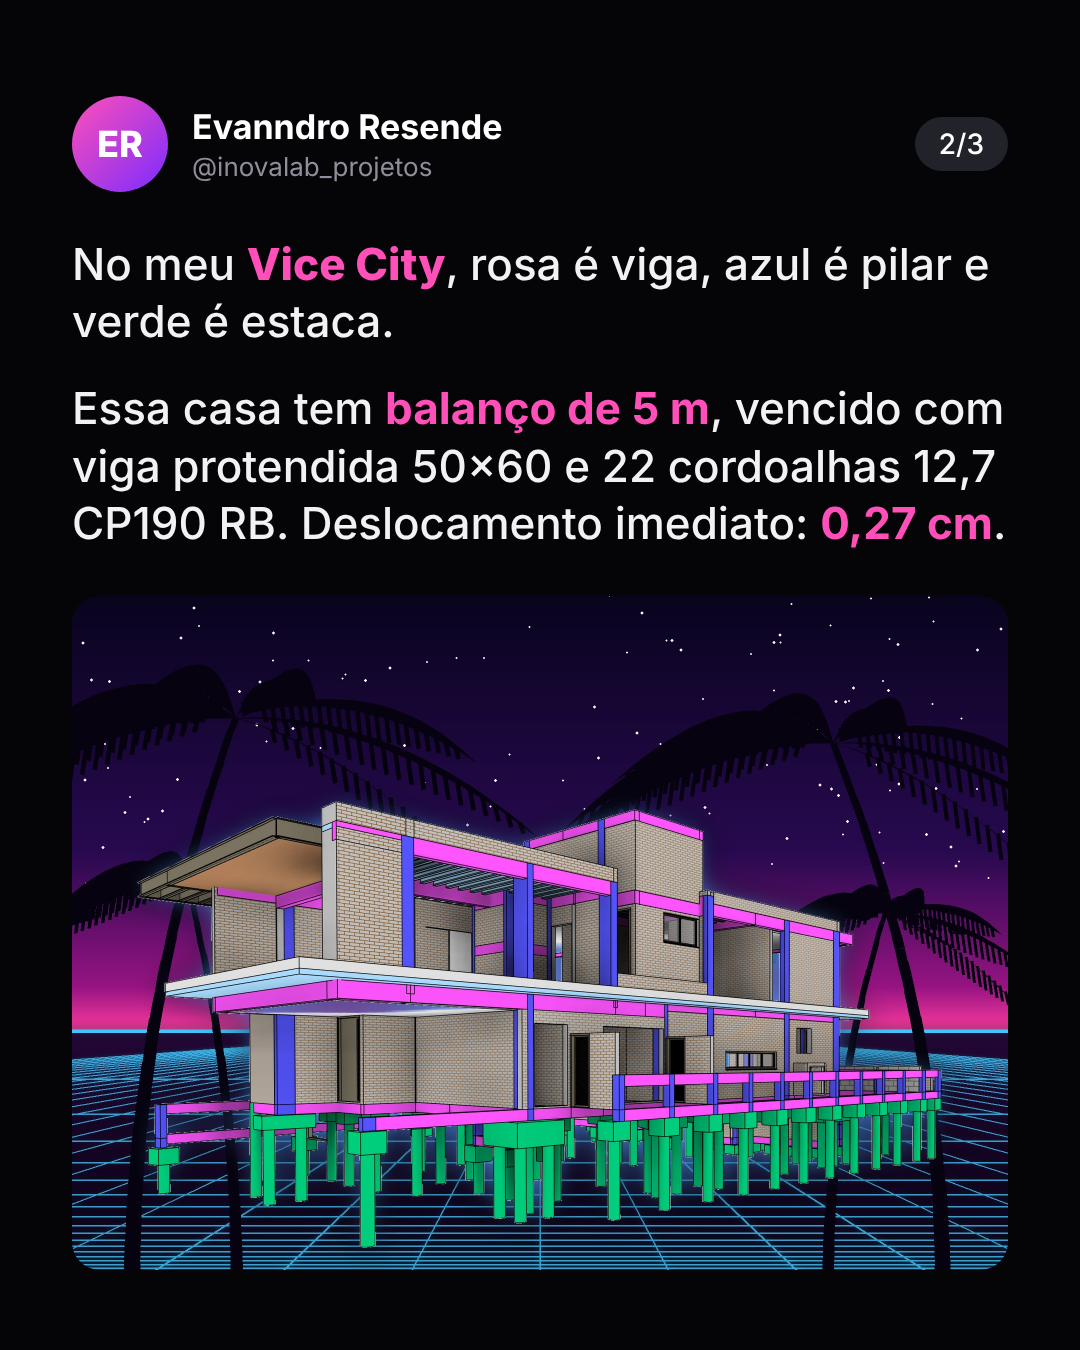 ER
Evanndro Resende
@inovalab_projetos
2/3
No meu Vice City, rosa é viga, azul é pilar e
verde é estaca.
Essa casa tem balanço de 5 m, vencido com
viga protendida 50×60 e 22 cordoalhas 12,7
CP190 RB. Deslocamento imediato: 0,27 cm.